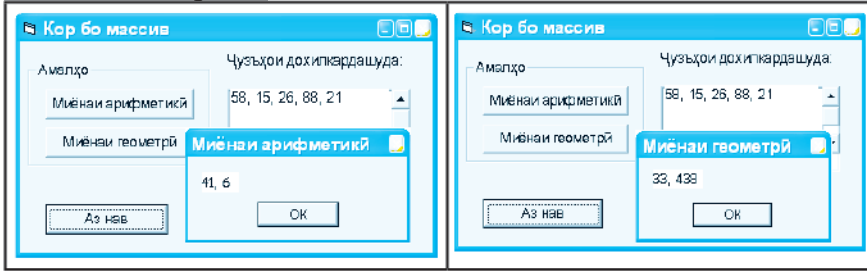 Кор бо массив
Амалҳо
Ҷузъҳои дохилкардашуда:
Миёнаи арифметикӣ
58, 15, 26, 88, 21
Миёнаи геометрӣ
Миёнаи арифметикӣ
41, 6
OK
Аз нав
Кор бо массив
Амалҳо
Ҷузъҳои дохилкардашуда:
Миёнаи арифметикӣ
58, 15, 26, 88, 21
Миёнаи геометрӣ
Миёнаи геометрӣ
33, 438
OK
Аз нав